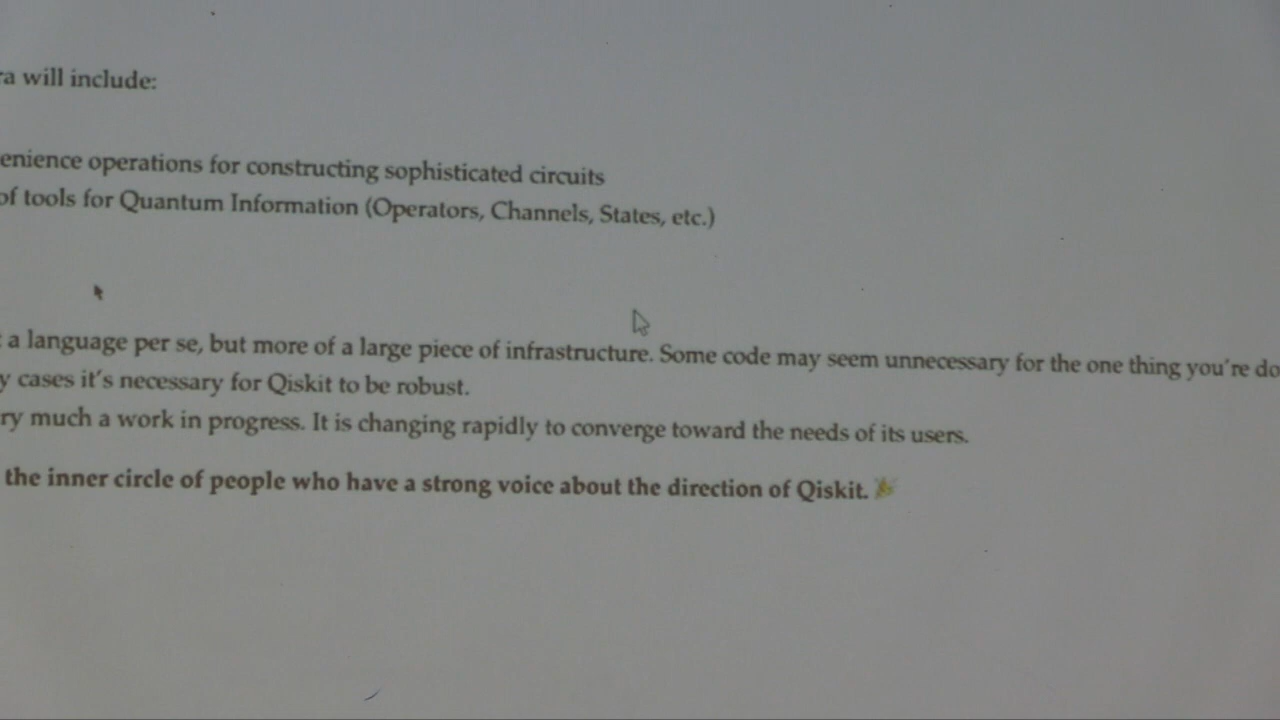 ra will include:
enience operations for constructing sophisticated circuits
of tools for Quantum Information (Operators, Channels, States, etc.)
a language per se, but more of a large piece of infrastructure. Some code may seem unnecessary for the one thing you're do
y cases it's necessary for Qiskit to be robust.
ry much a work in progress. It is changing rapidly to converge toward the needs of its users.
the inner circle of people who have a strong voice about the direction of Qiskit. 🎉